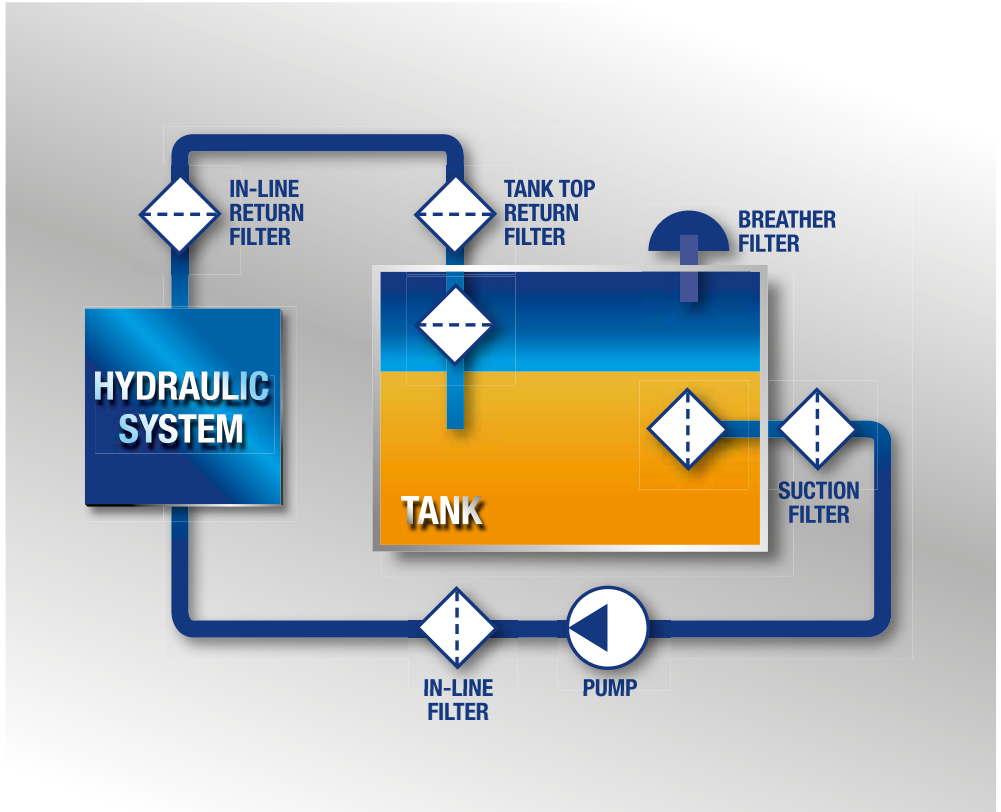 IN-LINE
RETURN
FILTER
TANK TOP
RETURN
FILTER
BREATHER
FILTER
HYDRAULIC
SYSTEM
TANK
SUCTION
FILTER
IN-LINE
FILTER
PUMP